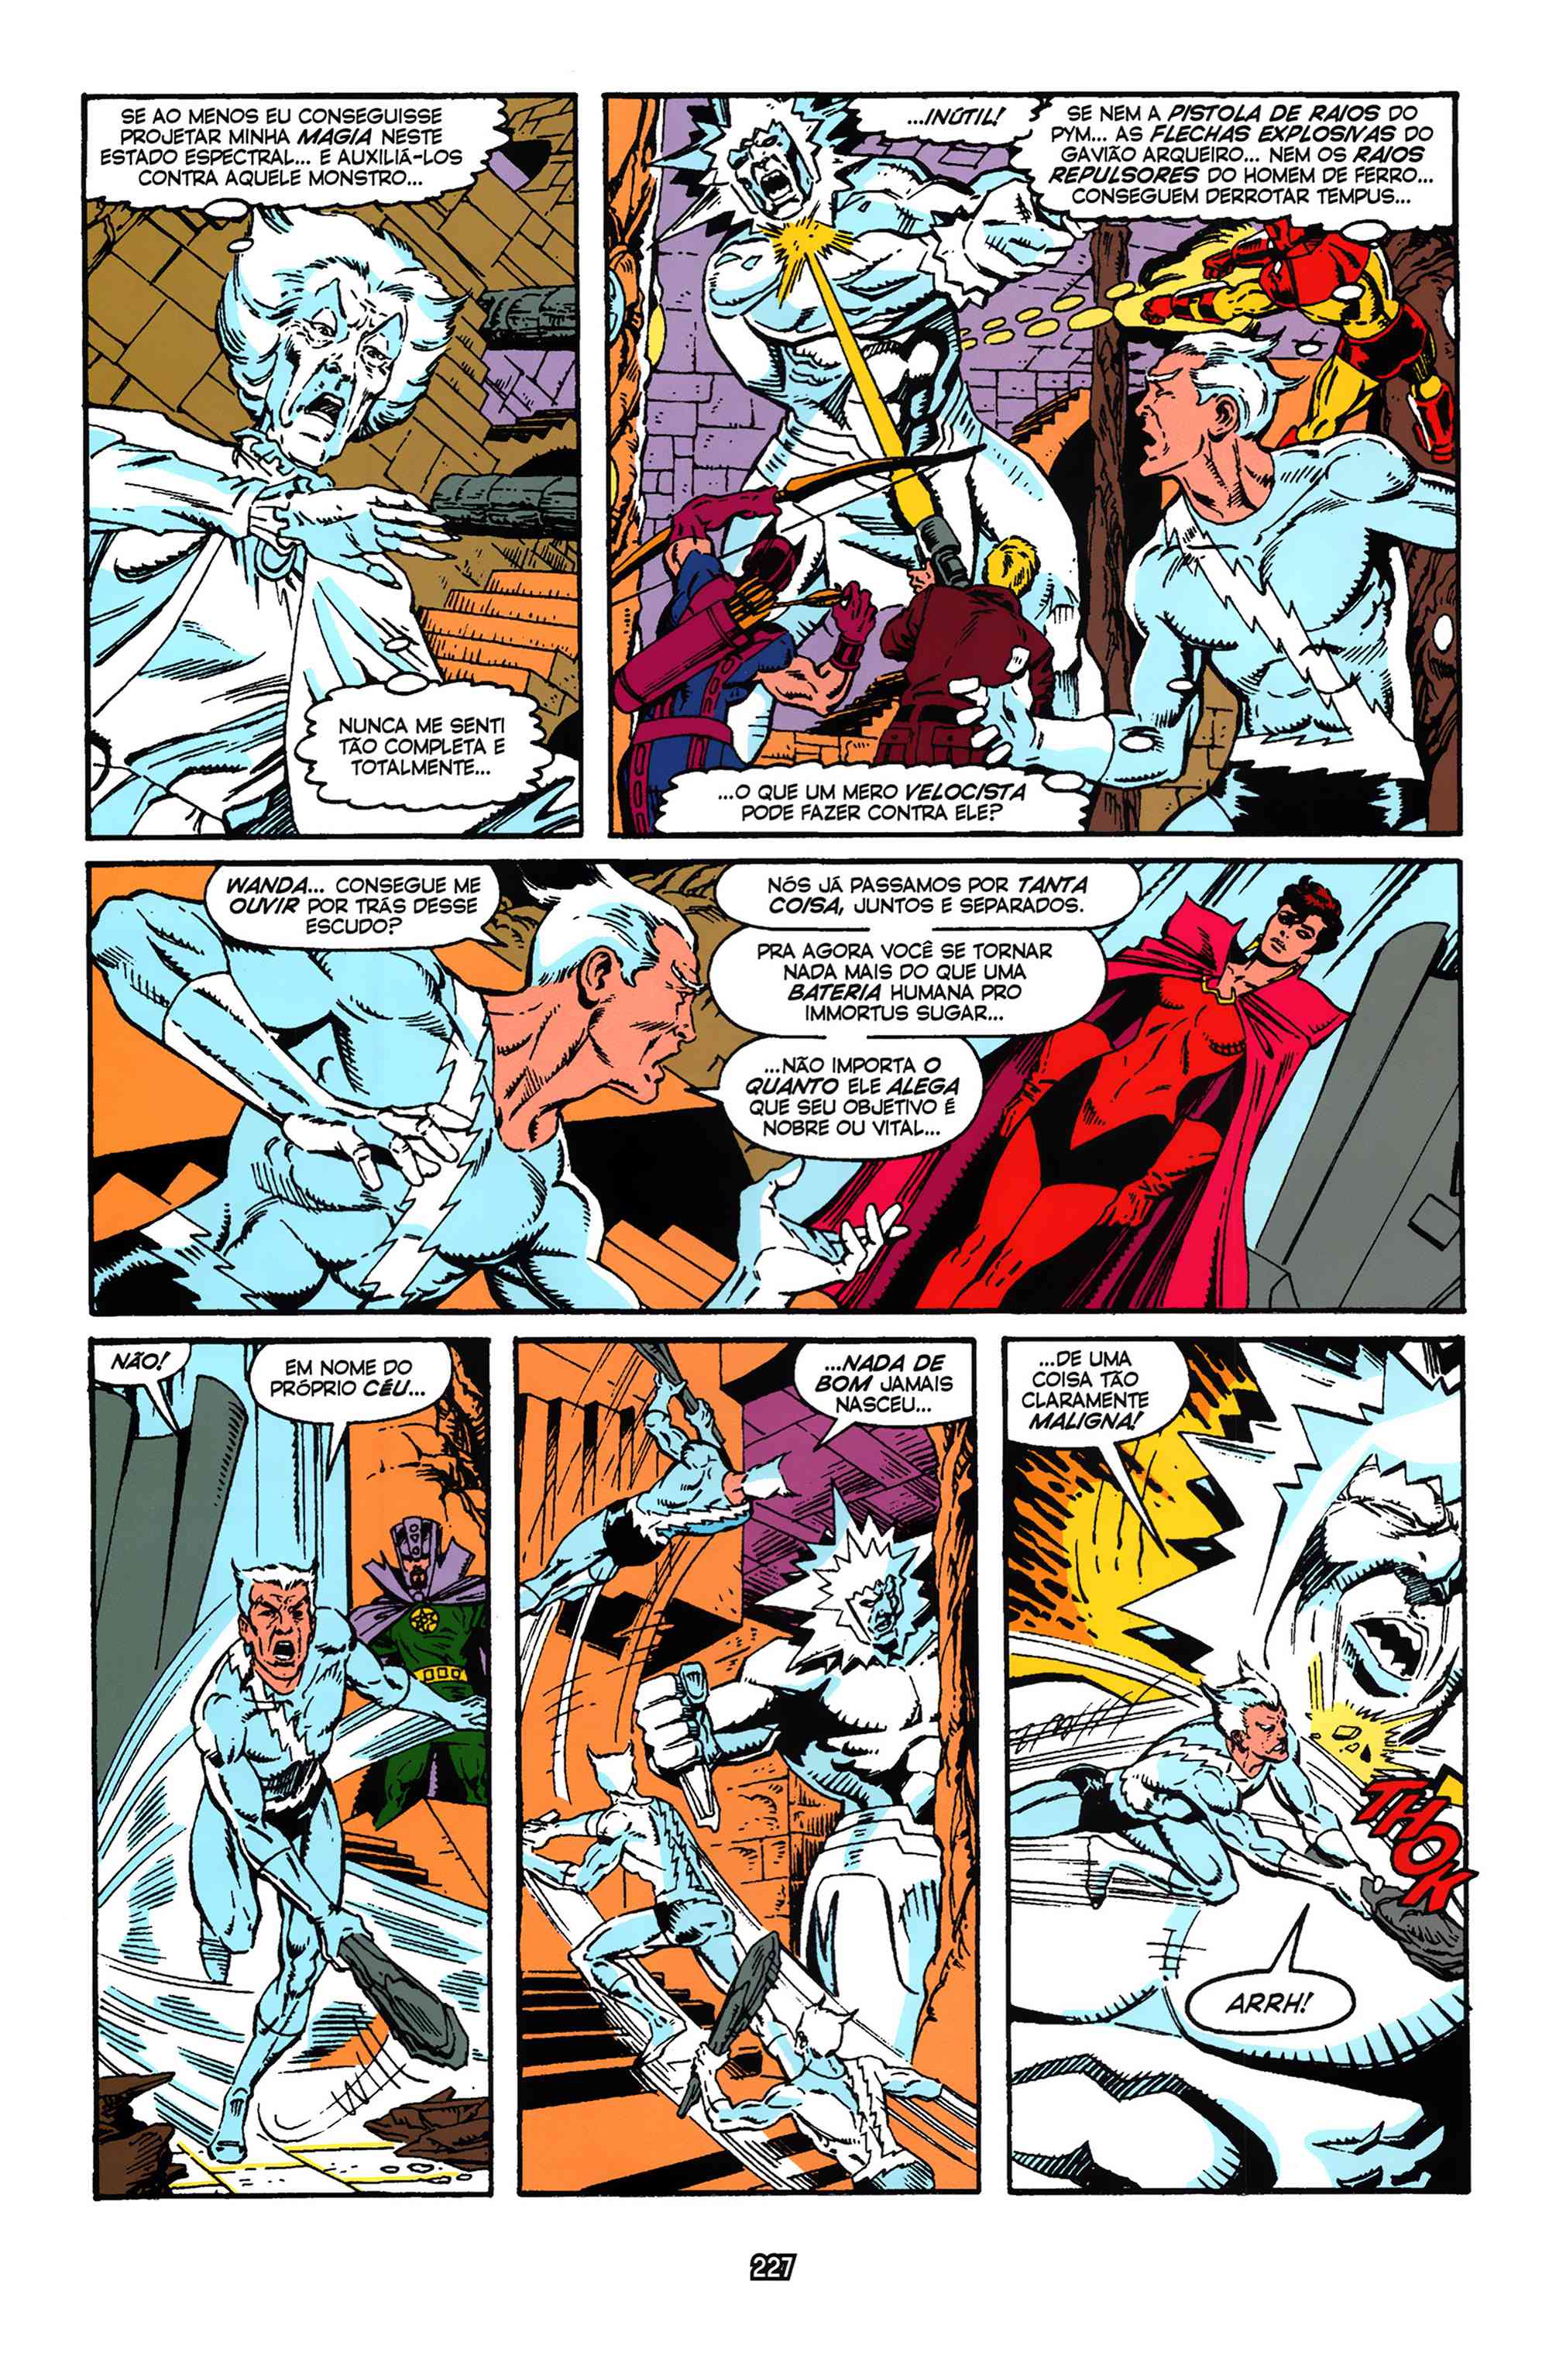 SE AO MENOS EU CONSEGUISSE
PROJETAR MINHA MAGIA NESTE
ESTADO ESPECTRAL... E AUXILIÁ-LOS
CONTRA AQUELE MONSTRO...
NUNCA ME SENTI
TÃO COMPLETA E
TOTALMENTE...
...INÚTIL!
SE NEM A PISTOLA DE RAIOS DO
PYM... AS FLECHAS EXPLOSIVAS DO
GAVIÃO ARQUEIRO... NEM OS RAIOS
REPULSORES DO HOMEM DE FERRO...
CONSEGUEM DERROTAR TEMPUS...
...O QUE UM MERO VELOCISTA
PODE FAZER CONTRA ELE?
WANDA... CONSEGUE ME
OUVIR POR TRÁS DESSE
ESCUDO?
NÓS JÁ PASSAMOS POR TANTA
COISA, JUNTOS E SEPARADOS.
PRA AGORA VOCÊ SE TORNAR
NADA MAIS DO QUE UMA
BATERIA HUMANA PRO
IMMORTUS SUGAR...
...NÃO IMPORTA O
QUANTO ELE ALEGA
QUE SEU OBJETIVO É
NOBRE OU VITAL...
NÃO!
EM NOME DO
PRÓPRIO CÉU...
...NADA DE
BOM JAMAIS
NASCEU...
...DE UMA
COISA TÃO
CLARAMENTE
MALIGNA!
THOK
ARRH!
227